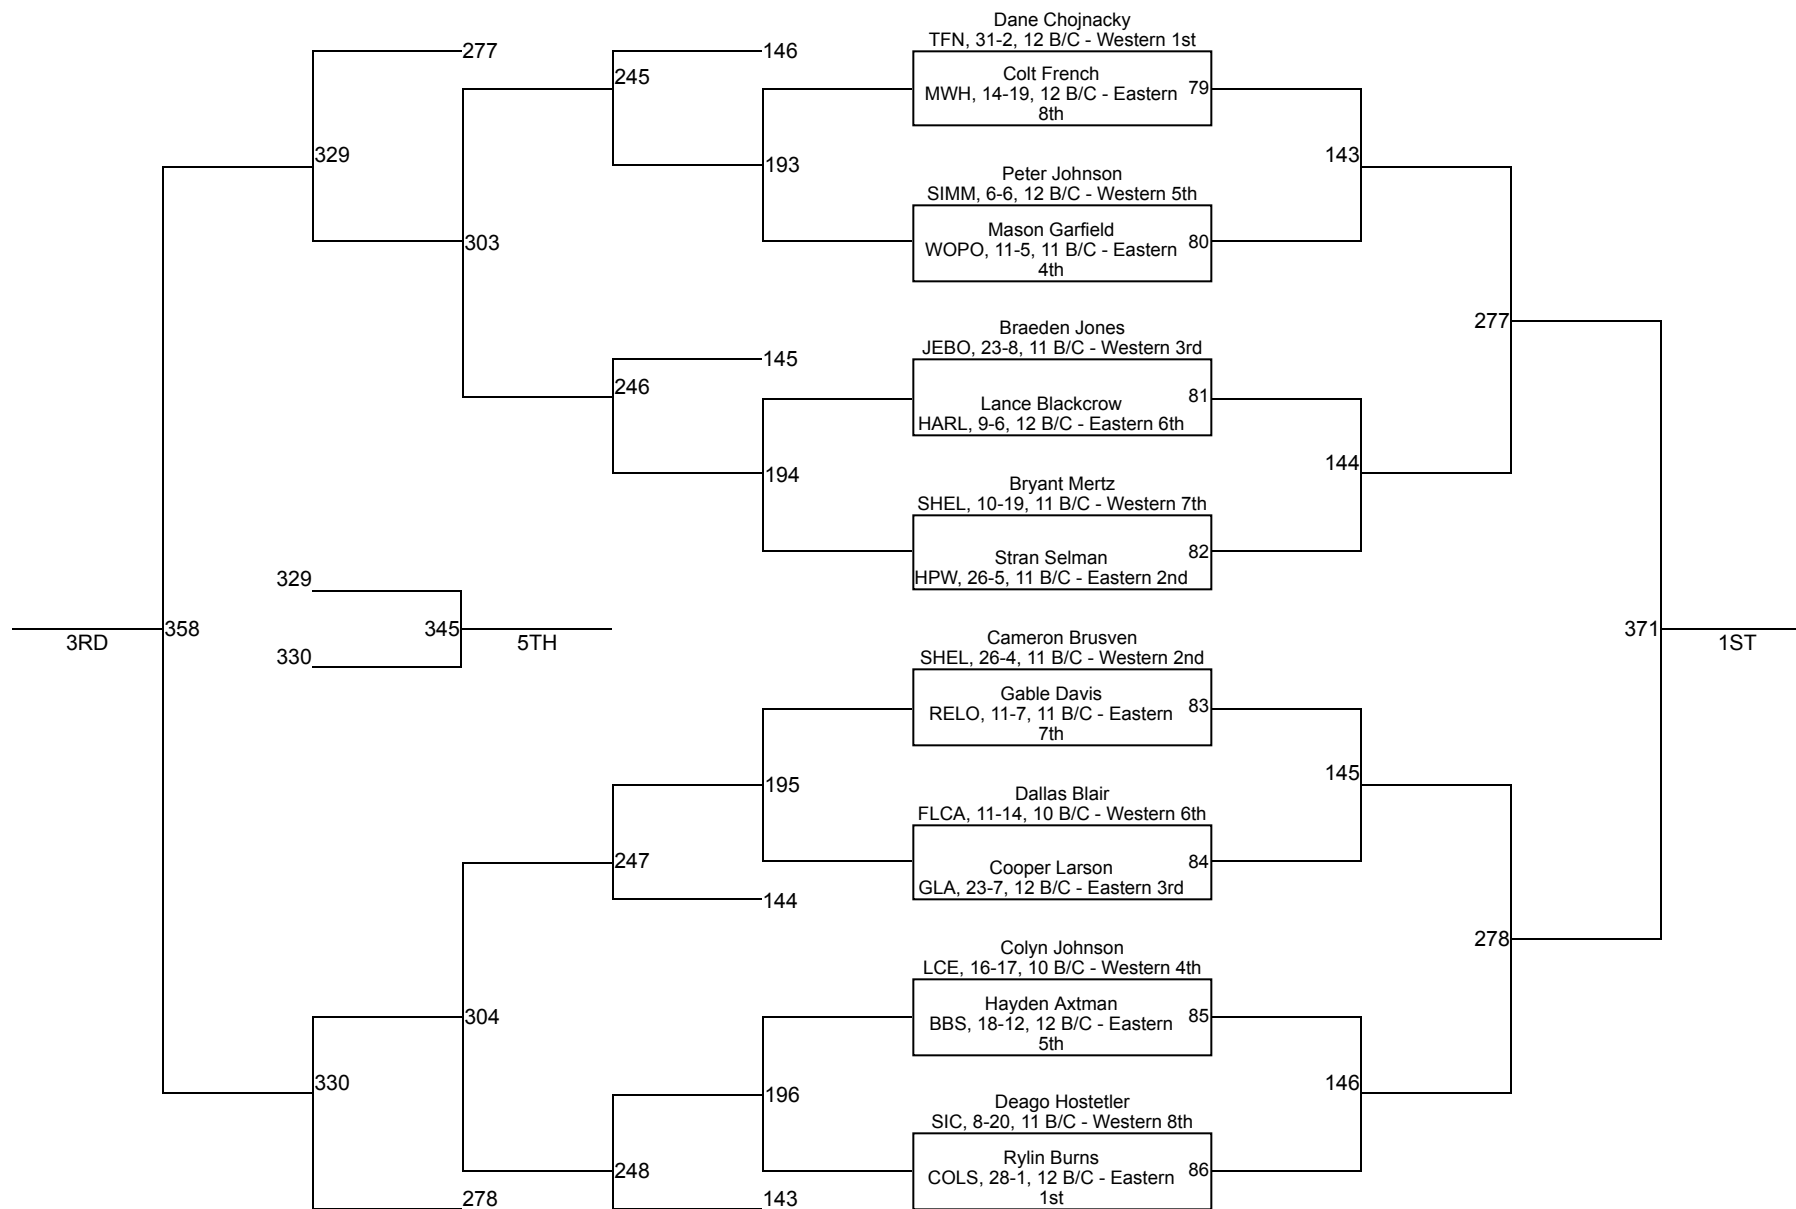 Dane Chojnacky
TFN, 31-2, 12 B/C - Western 1st
277
146
245
Colt French
MWH, 14-19, 12 B/C - Eastern
8th
79
329
193
143
Peter Johnson
SIMM, 6-6, 12 B/C - Western 5th
303
Mason Garfield
WOPO, 11-5, 11 B/C - Eastern
4th
80
277
Braeden Jones
JEBO, 23-8, 11 B/C - Western 3rd
145
246
81
Lance Blackcrow
HARL, 9-6, 12 B/C - Eastern 6th
194
144
Bryant Mertz
SHEL, 10-19, 11 B/C - Western 7th
82
Stran Selman
HPW, 26-5, 11 B/C - Eastern 2nd
329
358
3RD
345
5TH
330
371
1ST
Cameron Brusven
SHEL, 26-4, 11 B/C - Western 2nd
Gable Davis
RELO, 11-7, 11 B/C - Eastern
7th
83
195
145
Dallas Blair
FLCA, 11-14, 10 B/C - Western 6th
247
84
Cooper Larson
GLA, 23-7, 12 B/C - Eastern 3rd
144
278
Colyn Johnson
LCE, 16-17, 10 B/C - Western 4th
304
Hayden Axtman
BBS, 18-12, 12 B/C - Eastern
5th
85
330
196
146
Deago Hostetler
SIC, 8-20, 11 B/C - Western 8th
248
Rylin Burns
COLS, 28-1, 12 B/C - Eastern
1st
86
278
143